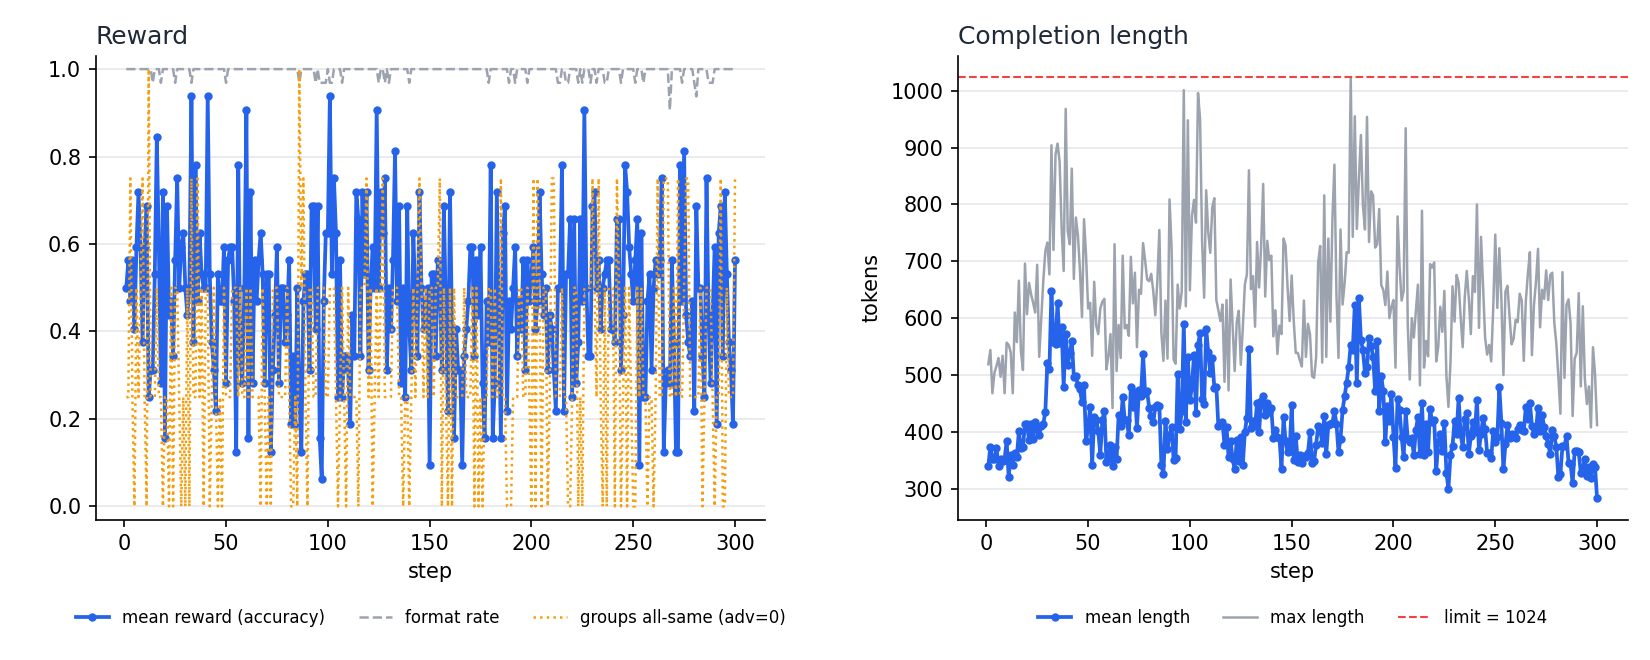 Reward
1.0
0.8
0.6
0.4
0.2
0.0
0 50 100 150 200 250 300
step
mean reward (accuracy) format rate groups all-same (adv=0)
Completion length
1000
900
800
700
600
500
400
300
tokens
0 50 100 150 200 250 300
step
mean length max length limit = 1024